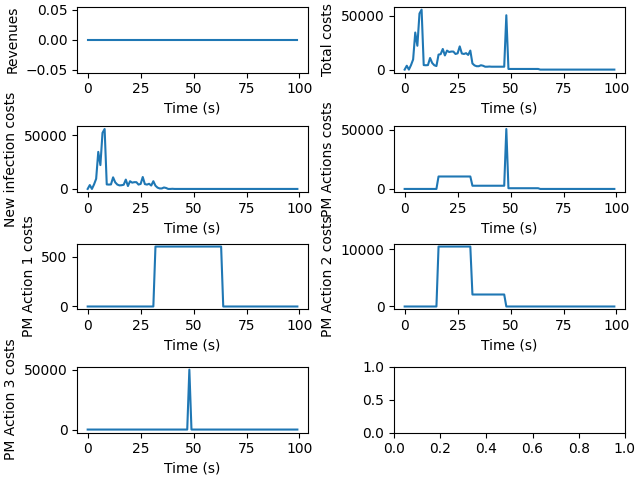 Revenues
0.05
0.00
−0.05
0 25 50 75 100
Time (s)
Total costs
50000
0
0 25 50 75 100
Time (s)
New infection costs
50000
0
0 25 50 75 100
Time (s)
PM Actions costs
50000
0
0 25 50 75 100
Time (s)
PM Action 1 costs
500
0
0 25 50 75 100
Time (s)
PM Action 2 costs
10000
0
0 25 50 75 100
Time (s)
PM Action 3 costs
50000
0
0 25 50 75 100
Time (s)
1.0
0.5
0.0
0.0 0.2 0.4 0.6 0.8 1.0